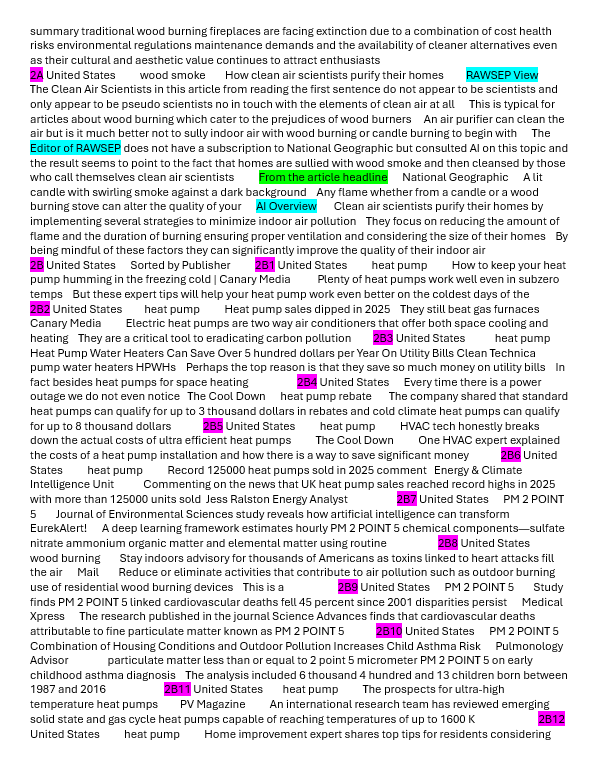 summary traditional wood burning fireplaces are facing extinction due to a combination of cost health
risks environmental regulations maintenance demands and the availability of cleaner alternatives even
as their cultural and aesthetic value continues to attract enthusiasts
2A United States wood smoke How clean air scientists purify their homes RAWSEP View
The Clean Air Scientists in this article from reading the first sentence do not appear to be scientists and
only appear to be pseudo scientists no in touch with the elements of clean air at all This is typical for
articles about wood burning which cater to the prejudices of wood burners An air purifier can clean the
air but is it much better not to sully indoor air with wood burning or candle burning to begin with The
Editor of RAWSEP does not have a subscription to National Geographic but consulted AI on this topic and
the result seems to point to the fact that homes are sullied with wood smoke and then cleansed by those
who call themselves clean air scientists From the article headline National Geographic A lit
candle with swirling smoke against a dark background Any flame whether from a candle or a wood
burning stove can alter the quality of your AI Overview Clean air scientists purify their homes by
implementing several strategies to minimize indoor air pollution They focus on reducing the amount of
flame and the duration of burning ensuring proper ventilation and considering the size of their homes By
being mindful of these factors they can significantly improve the quality of their indoor air
2B United States Sorted by Publisher 2B1 United States heat pump How to keep your heat
pump humming in the freezing cold | Canary Media Plenty of heat pumps work well even in subzero
temps But these expert tips will help your heat pump work even better on the coldest days of the
2B2 United States heat pump Heat pump sales dipped in 2025 They still beat gas furnaces
Canary Media Electric heat pumps are two way air conditioners that offer both space cooling and
heating They are a critical tool to eradicating carbon pollution 2B3 United States heat pump
Heat Pump Water Heaters Can Save Over 5 hundred dollars per Year On Utility Bills Clean Technica
pump water heaters HPWHs Perhaps the top reason is that they save so much money on utility bills In
fact besides heat pumps for space heating 2B4 United States Every time there is a power
outage we do not even notice The Cool Down heat pump rebate The company shared that standard
heat pumps can qualify for up to 3 thousand dollars in rebates and cold climate heat pumps can qualify
for up to 8 thousand dollars 2B5 United States heat pump HVAC tech honestly breaks
down the actual costs of ultra efficient heat pumps The Cool Down One HVAC expert explained
the costs of a heat pump installation and how there is a way to save significant money 2B6 United
States heat pump Record 125000 heat pumps sold in 2025 comment Energy & Climate
Intelligence Unit Commenting on the news that UK heat pump sales reached record highs in 2025
with more than 125000 units sold Jess Ralston Energy Analyst 2B7 United States PM 2 POINT
5 Journal of Environmental Sciences study reveals how artificial intelligence can transform
EurekAlert! A deep learning framework estimates hourly PM 2 POINT 5 chemical components—sulfate
nitrate ammonium organic matter and elemental matter using routine 2B8 United States
wood burning Stay indoors advisory for thousands of Americans as toxins linked to heart attacks fill
the air Mail Reduce or eliminate activities that contribute to air pollution such as outdoor burning
use of residential wood burning devices This is a 2B9 United States PM 2 POINT 5 Study
finds PM 2 POINT 5 linked cardiovascular deaths fell 45 percent since 2001 disparities persist Medical
Xpress The research published in the journal Science Advances finds that cardiovascular deaths
attributable to fine particulate matter known as PM 2 POINT 5 2B10 United States PM 2 POINT 5
Combination of Housing Conditions and Outdoor Pollution Increases Child Asthma Risk Pulmonology
Advisor particulate matter less than or equal to 2 point 5 micrometer PM 2 POINT 5 on early
childhood asthma diagnosis The analysis included 6 thousand 4 hundred and 13 children born between
1987 and 2016 2B11 United States heat pump The prospects for ultra-high
temperature heat pumps PV Magazine An international research team has reviewed emerging
solid state and gas cycle heat pumps capable of reaching temperatures of up to 1600 K 2B12
United States heat pump Home improvement expert shares top tips for residents considering